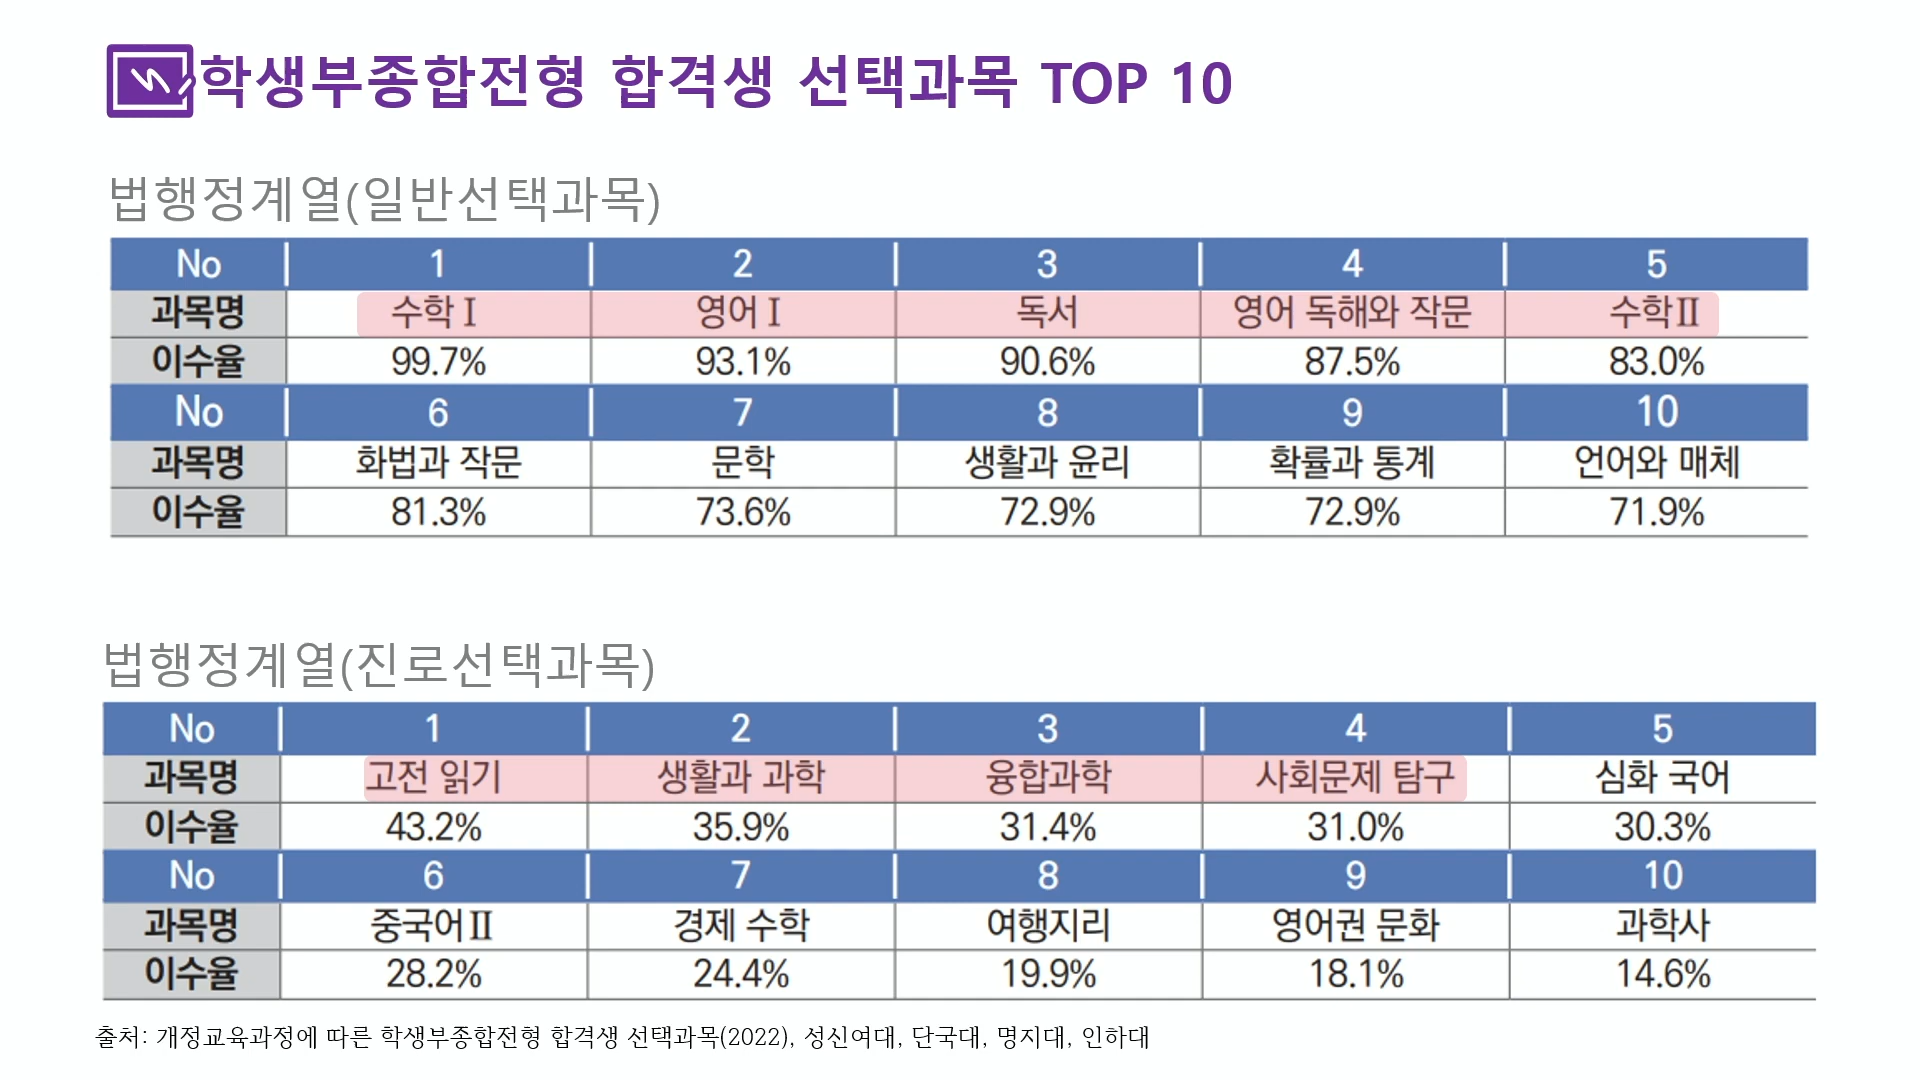 학생부종합전형 합격생 선택과목 TOP 10
법행정계열(일반선택과목)
No 1 2 3 4 5
과목명 수학Ⅰ 영어Ⅰ 독서 영어 독해와 작문 수학Ⅱ
이수율 99.7% 93.1% 90.6% 87.5% 83.0%
No 6 7 8 9 10
과목명 화법과 작문 문학 생활과 윤리 확률과 통계 언어와 매체
이수율 81.3% 73.6% 72.9% 72.9% 71.9%
법행정계열(진로선택과목)
No 1 2 3 4 5
과목명 고전 읽기 생활과 과학 융합과학 사회문제 탐구 심화 국어
이수율 43.2% 35.9% 31.4% 31.0% 30.3%
No 6 7 8 9 10
과목명 중국어Ⅱ 경제 수학 여행지리 영어권 문화 과학사
이수율 28.2% 24.4% 19.9% 18.1% 14.6%
출처: 개정교육과정에 따른 학생부종합전형 합격생 선택과목(2022), 성신여대, 단국대, 명지대, 인하대